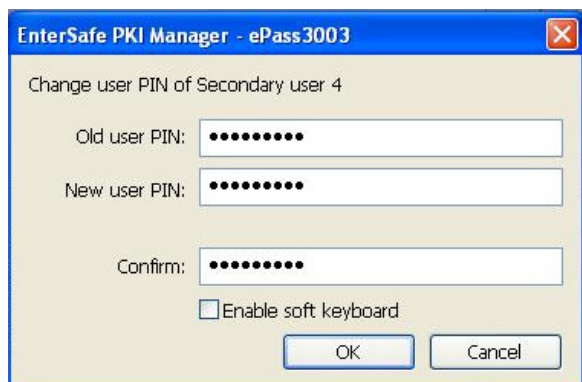 EnterSafe PKI Manager - ePass3003
Change user PIN of Secondary user 4
Old user PIN: •••••••••
New user PIN: •••••••••
Confirm: •••••••••
Enable soft keyboard
OK Cancel